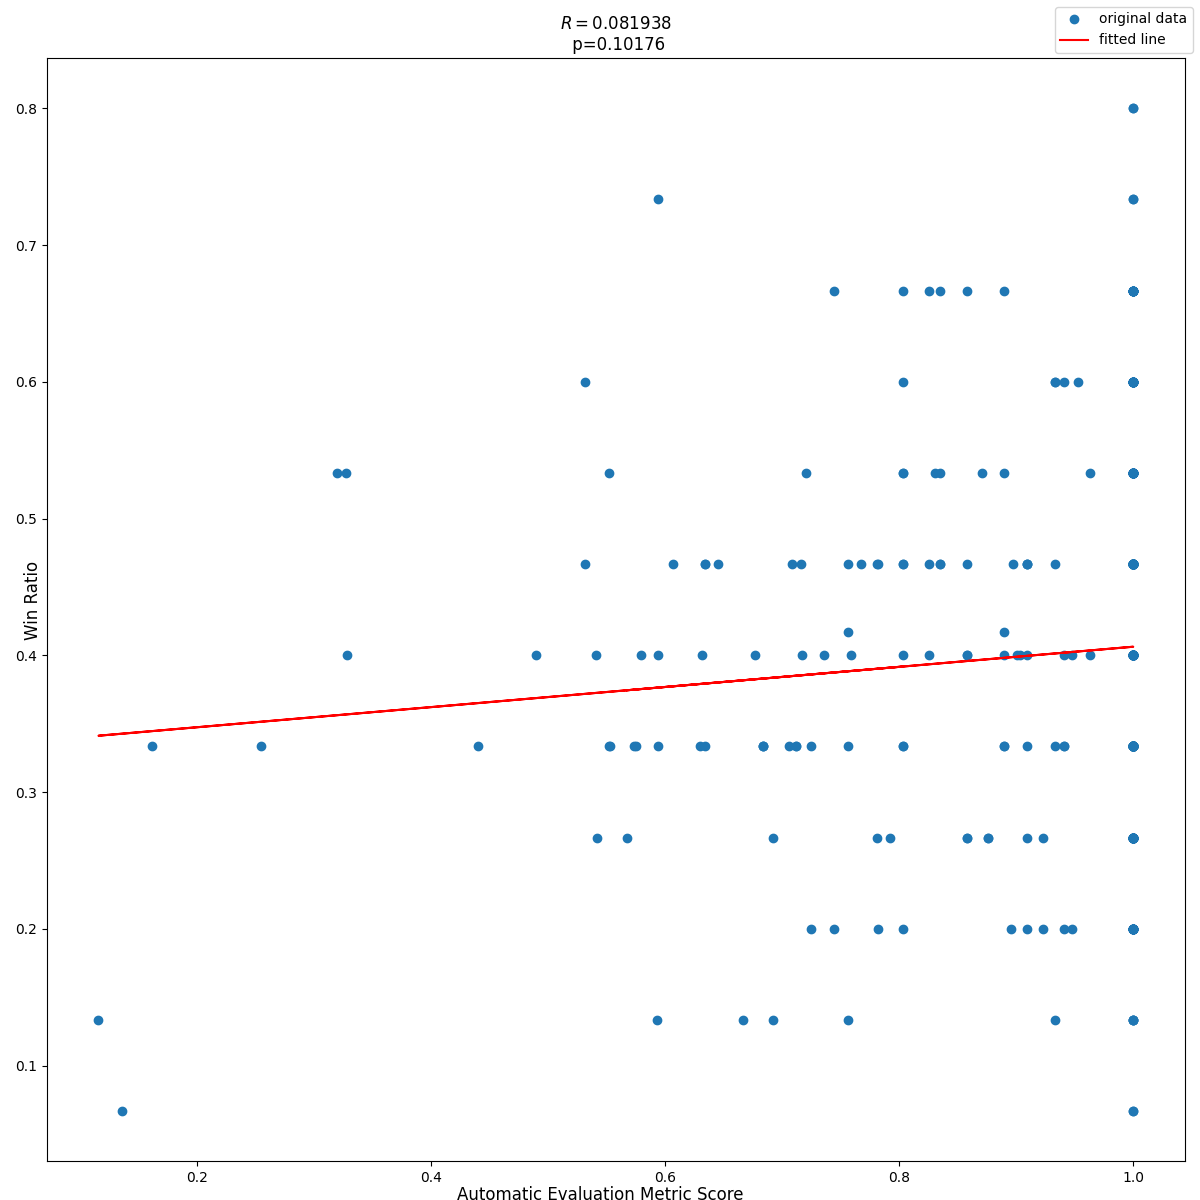 R = 0.081938
p=0.10176
original data
fitted line
Win Ratio
0.8
0.7
0.6
0.5
0.4
0.3
0.2
0.1
0.2
0.4
0.6
0.8
1.0
Automatic Evaluation Metric Score